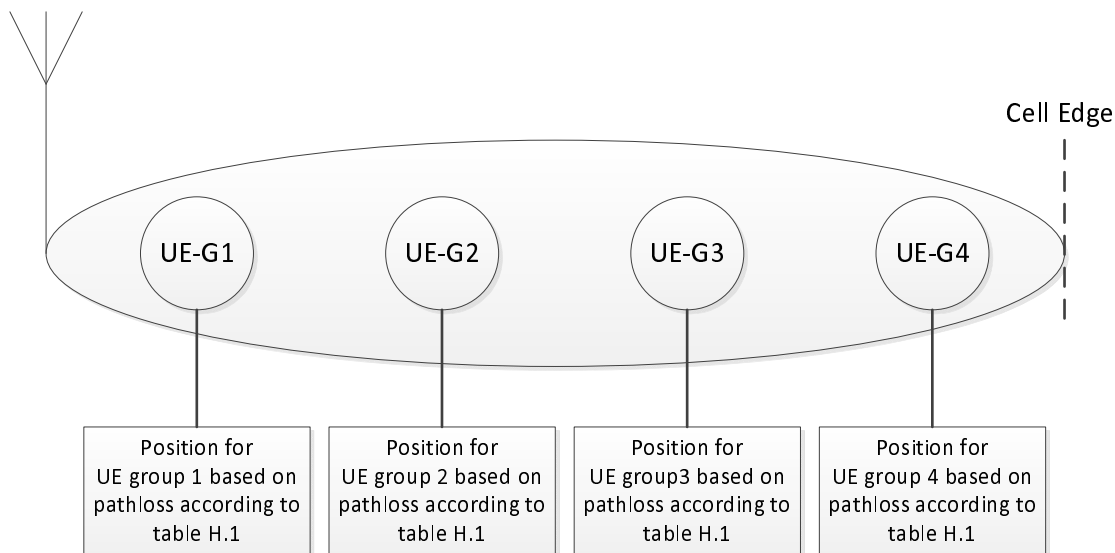 Cell Edge
UE-G1
UE-G2
UE-G3
UE-G4
Position for
UE group 1 based on
pathloss according to
table H.1
Position for
UE group 2 based on
pathloss according to
table H.1
Position for
UE group3 based on
pathloss according to
table H.1
Position for
UE group 4 based on
pathloss according to
table H.1